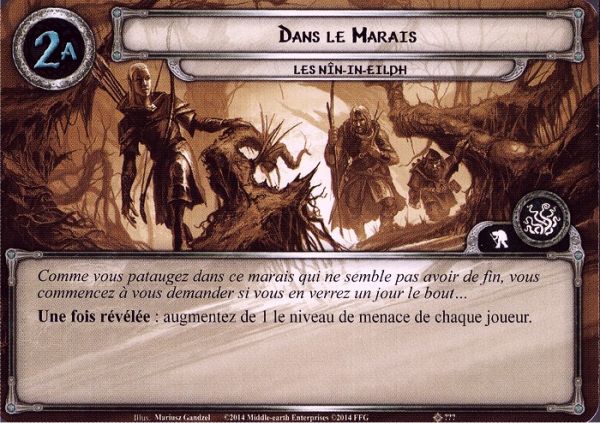 2A
DANS LE MARAIS
LES NÎN-IN-EILPH
Comme vous pataugez dans ce marais qui ne semble pas avoir de fin, vous
commencez à vous demander si vous en verrez un jour le bout…
Une fois révélée : augmentez de 1 le niveau de menace de chaque joueur.
Illus. Mariusz Gandzel ©2014 Middle-earth Enterprises ©2014 FFG